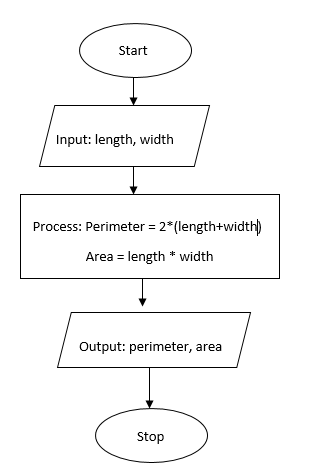 Start
Input: length, width
Process: Perimeter = 2*(length+width)
Area = length * width
Output: perimeter, area
Stop